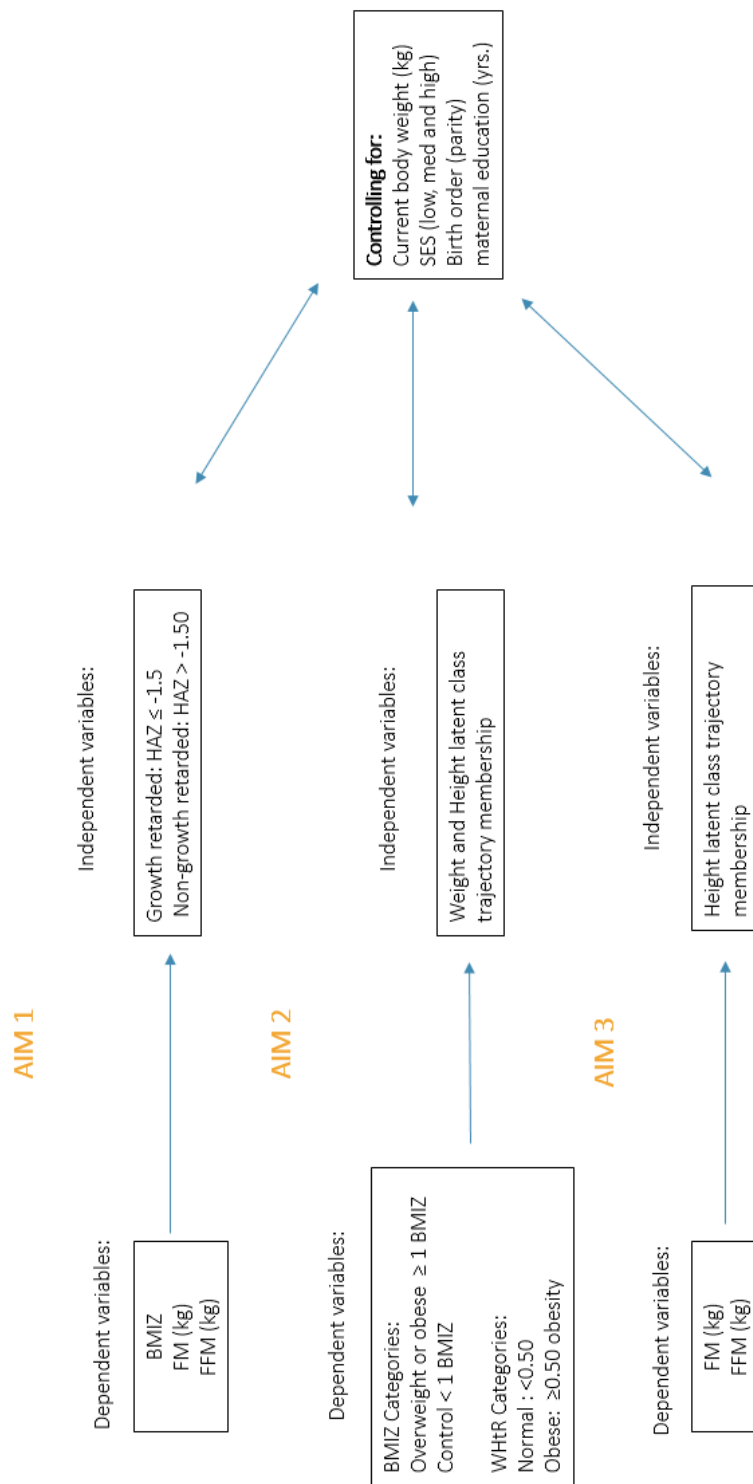 AIM 1
Dependent variables:
BMIZ
FM (kg)
FFM (kg)
Independent variables:
Growth retarded: HAZ ≤ -1.5
Non-growth retarded: HAZ > -1.50
AIM 2
Dependent variables:
BMIZ Categories:
Overweight or obese ≥ 1 BMIZ
Control < 1 BMIZ
WHtR Categories:
Normal : <0.50
Obese: ≥0.50 obesity
Independent variables:
Weight and Height latent class
trajectory membership
AIM 3
Dependent variables:
FM (kg)
FFM (kg)
Independent variables:
Height latent class trajectory
membership
Controlling for:
Current body weight (kg)
SES (low, med and high)
Birth order (parity)
maternal education (yrs.)